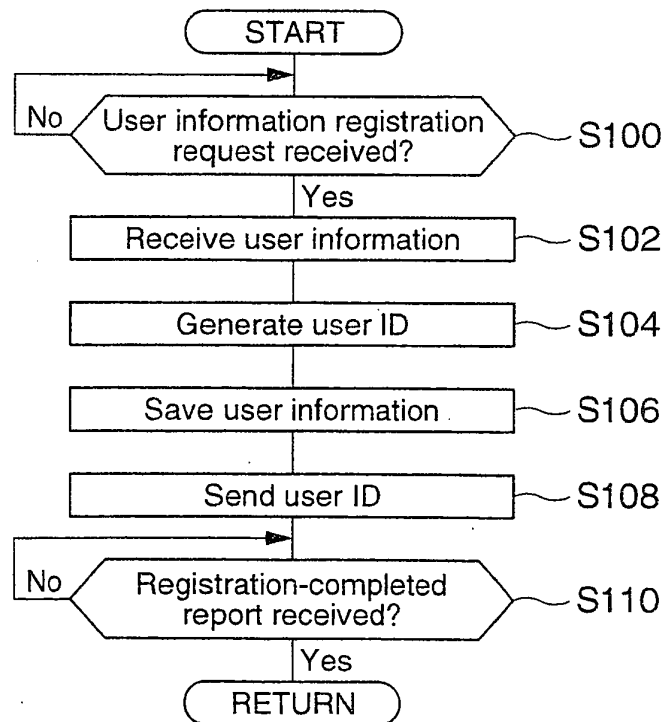 START
No
User information registration
request received?
S100
Yes
Receive user information
S102
Generate user ID
S104
Save user information
S106
Send user ID
S108
No
Registration-completed
report received?
S110
Yes
RETURN